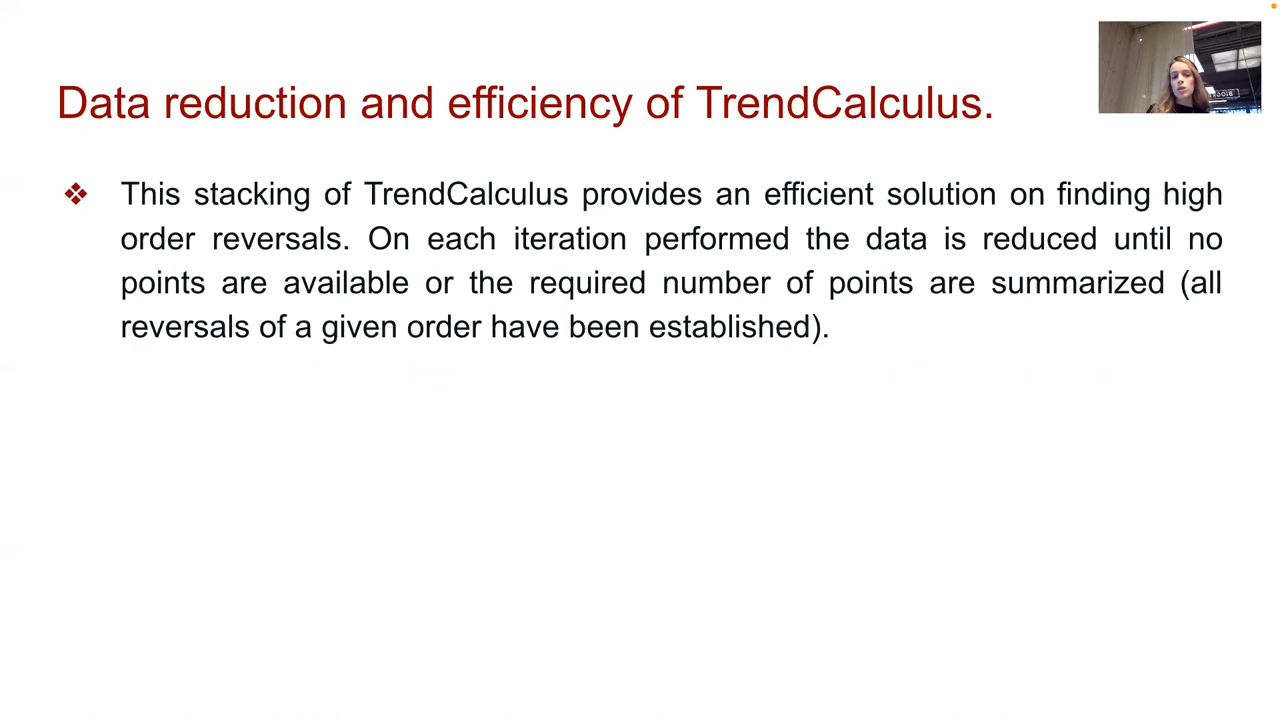 Data reduction and efficiency of TrendCalculus.
❖ This stacking of TrendCalculus provides an efficient solution on finding high
order reversals. On each iteration performed the data is reduced until no
points are available or the required number of points are summarized (all
reversals of a given order have been established).